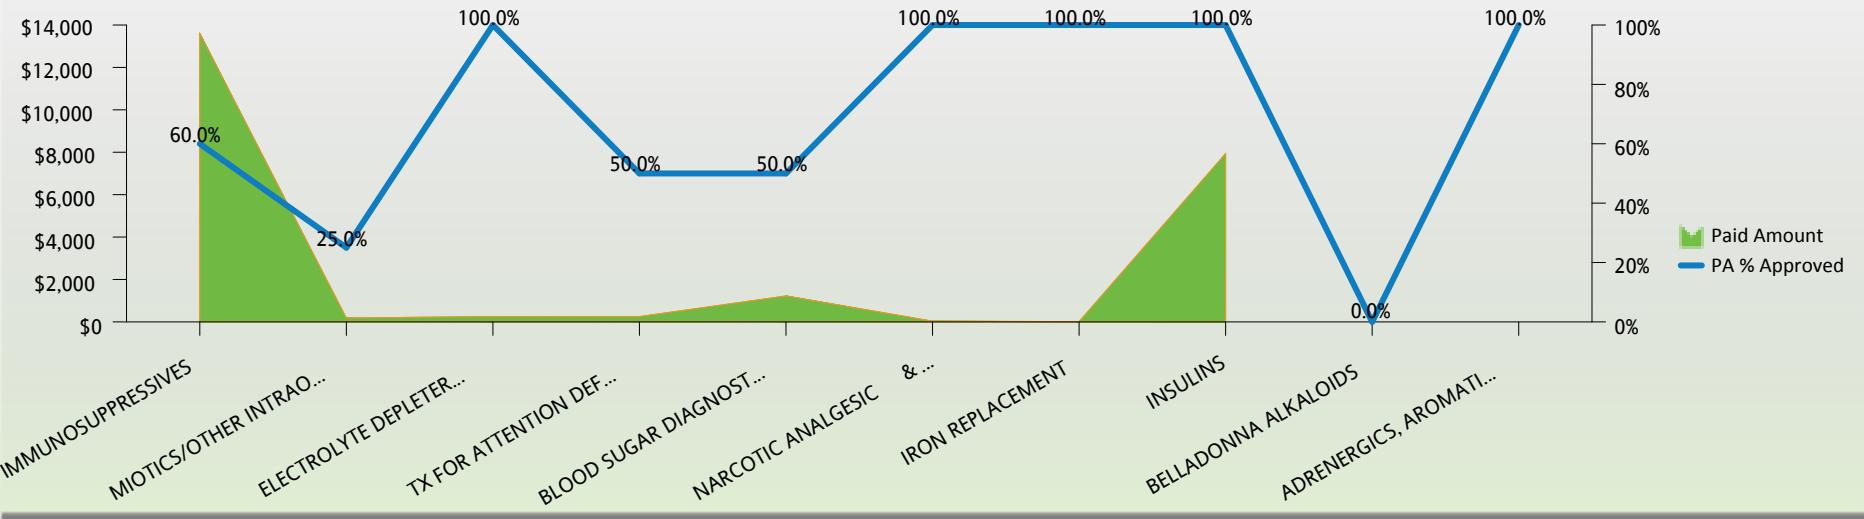 $14,000
$12,000
$10,000
$8,000
$6,000
$4,000
$2,000
$0
60.0%
25.0%
100.0%
50.0%
50.0%
100.0%
100.0%
100.0%
0.0%
100.0%
100%
80%
60%
40%
20%
0%
Paid Amount
PA % Approved
IMMUNOSUPPRESSIVES
MIOTICS/OTHER INTRAO...
ELECTROLYTE DEPLETER...
TX FOR ATTENTION DEF...
BLOOD SUGAR DIAGNOST...
NARCOTIC ANALGESIC & ...
IRON REPLACEMENT
INSULINS
BELLADONNA ALKALOIDS
ADRENERGICS, AROMATI...